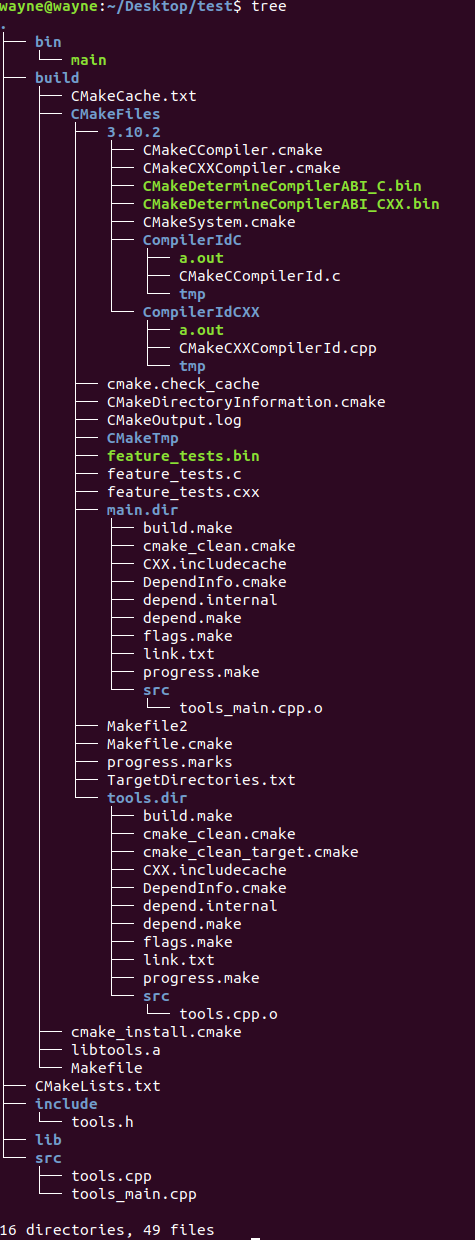 wayne@wayne:~/Desktop/test$ tree
.
├── bin
│   └── main
├── build
│   ├── CMakeCache.txt
│   ├── CMakeFiles
│   │   ├── 3.10.2
│   │   │   ├── CMakeCCompiler.cmake
│   │   │   ├── CMakeCXXCompiler.cmake
│   │   │   ├── CMakeDetermineCompilerABI_C.bin
│   │   │   ├── CMakeDetermineCompilerABI_CXX.bin
│   │   │   ├── CMakeSystem.cmake
│   │   │   ├── CompilerIdC
│   │   │   │   ├── a.out
│   │   │   │   ├── CMakeCCompilerId.c
│   │   │   │   └── tmp
│   │   │   └── CompilerIdCXX
│   │   │       ├── a.out
│   │   │       ├── CMakeCXXCompilerId.cpp
│   │   │       └── tmp
│   │   ├── cmake.check_cache
│   │   ├── CMakeDirectoryInformation.cmake
│   │   ├── CMakeOutput.log
│   │   ├── CMakeTmp
│   │   ├── feature_tests.bin
│   │   ├── feature_tests.c
│   │   ├── feature_tests.cxx
│   │   ├── main.dir
│   │   │   ├── build.make
│   │   │   ├── cmake_clean.cmake
│   │   │   ├── CXX.includecache
│   │   │   ├── DependInfo.cmake
│   │   │   ├── depend.internal
│   │   │   ├── depend.make
│   │   │   ├── flags.make
│   │   │   ├── link.txt
│   │   │   ├── progress.make
│   │   │   └── src
│   │   │       └── tools_main.cpp.o
│   │   ├── Makefile2
│   │   ├── Makefile.cmake
│   │   ├── progress.marks
│   │   ├── TargetDirectories.txt
│   │   └── tools.dir
│   │       ├── build.make
│   │       ├── cmake_clean.cmake
│   │       ├── cmake_clean_target.cmake
│   │       ├── CXX.includecache
│   │       ├── DependInfo.cmake
│   │       ├── depend.internal
│   │       ├── depend.make
│   │       ├── flags.make
│   │       ├── link.txt
│   │       ├── progress.make
│   │       └── src
│   │           └── tools.cpp.o
│   ├── cmake_install.cmake
│   ├── libtools.a
│   └── Makefile
├── CMakeLists.txt
├── include
│   └── tools.h
├── lib
└── src
    ├── tools.cpp
    └── tools_main.cpp
16 directories, 49 files